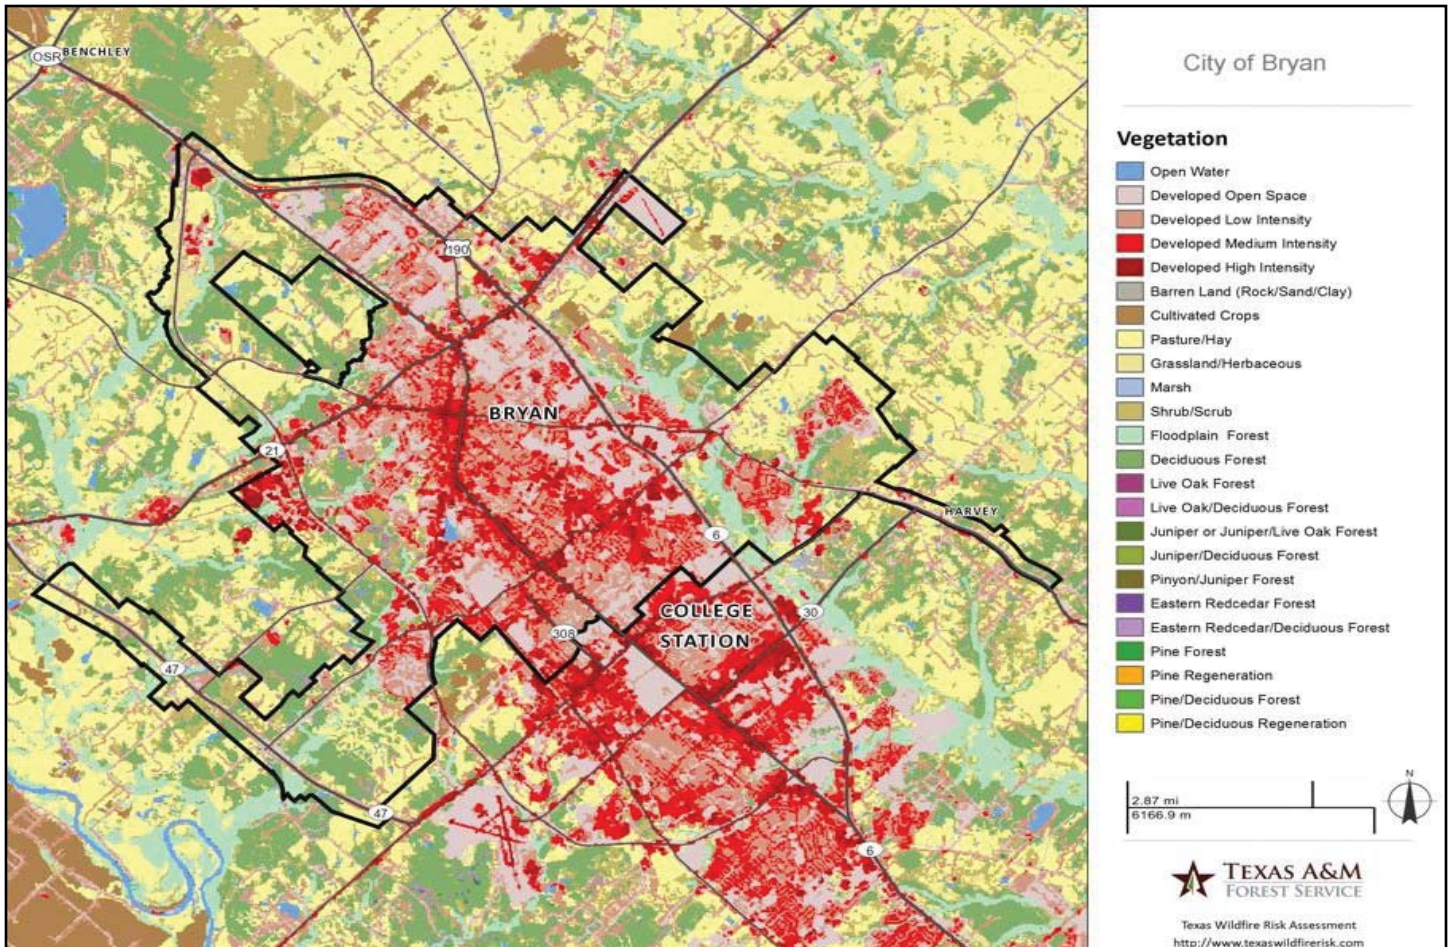 OSR
BENCHLEY
190
BRYAN
21
HARVEY
6
COLLEGE
STATION
30
308
47
47
6
City of Bryan
Vegetation
Open Water
Developed Open Space
Developed Low Intensity
Developed Medium Intensity
Developed High Intensity
Barren Land (Rock/Sand/Clay)
Cultivated Crops
Pasture/Hay
Grassland/Herbaceous
Marsh
Shrub/Scrub
Floodplain Forest
Deciduous Forest
Live Oak Forest
Live Oak/Deciduous Forest
Juniper or Juniper/Live Oak Forest
Juniper/Deciduous Forest
Pinyon/Juniper Forest
Eastern Redcedar Forest
Eastern Redcedar/Deciduous Forest
Pine Forest
Pine Regeneration
Pine/Deciduous Forest
Pine/Deciduous Regeneration
2.87 mi
6166.9 m
N
TEXAS A&M
FOREST SERVICE
Texas Wildfire Risk Assessment
http://www.texaswildfirerisk.com